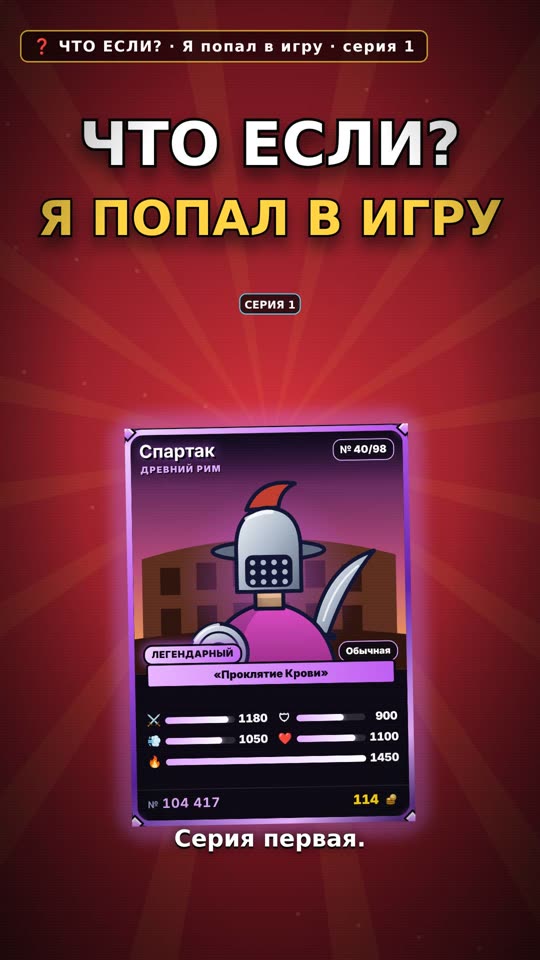 ❓ ЧТО ЕСЛИ? · Я попал в игру · серия 1
ЧТО ЕСЛИ?
Я ПОПАЛ В ИГРУ
СЕРИЯ 1
Спартак
№ 40/98
ДРЕВНИЙ РИМ
ЛЕГЕНДАРНЫЙ
Обычная
«Проклятие Крови»
1180
900
1050
1100
1450
№ 104 417
114
Серия первая.